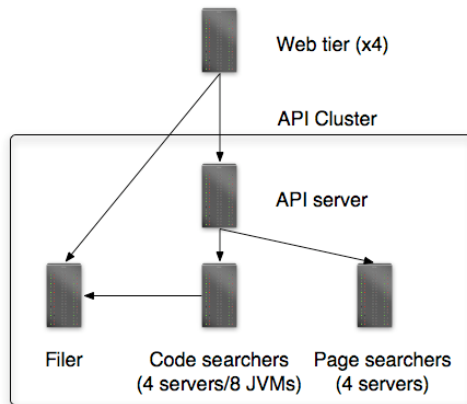 Web tier (x4)
API Cluster
API server
Filer
Code searchers
(4 servers/8 JVMs)
Page searchers
(4 servers)